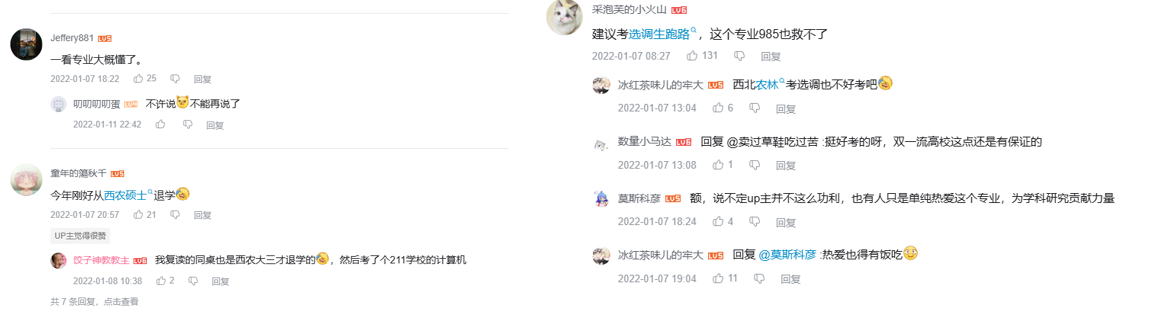 Jeffery881 LV5
一看专业大概懂了。
2022-01-07 18:22 25 回复
叨叨叨叨蛋 LV4 不许说不能再说了
2022-01-11 22:42 回复
童年的籉秋千 LV5
今年刚好从西农硕士退学
2022-01-07 20:57 21 回复
UP主觉得很赞
饺子神教教主 LV6 我复读的同桌也是西农大三才退学的，然后考了个211学校的计算机
2022-01-08 10:38 2 回复
共 7 条回复，点击查看
采泡芙的小火山 LV6
建议考选调生跑路，这个专业985也救不了
2022-01-07 08:27 131 回复
冰红茶味儿的牢大 LV5 西北农林考选调也不好考吧
2022-01-07 13:04 6 回复
数量小马达 LV6 回复 @卖过草鞋吃过苦 :挺好考的呀，双一流高校这点还是有保证的
2022-01-07 13:08 1 回复
莫斯科彦 LV5 额，说不定up主并不这么功利，也有人只是单纯热爱这个专业，为学科研究贡献力量
2022-01-07 18:24 4 回复
冰红茶味儿的牢大 LV5 回复 @莫斯科彦 :热爱也得有饭吃
2022-01-07 19:04 11 回复